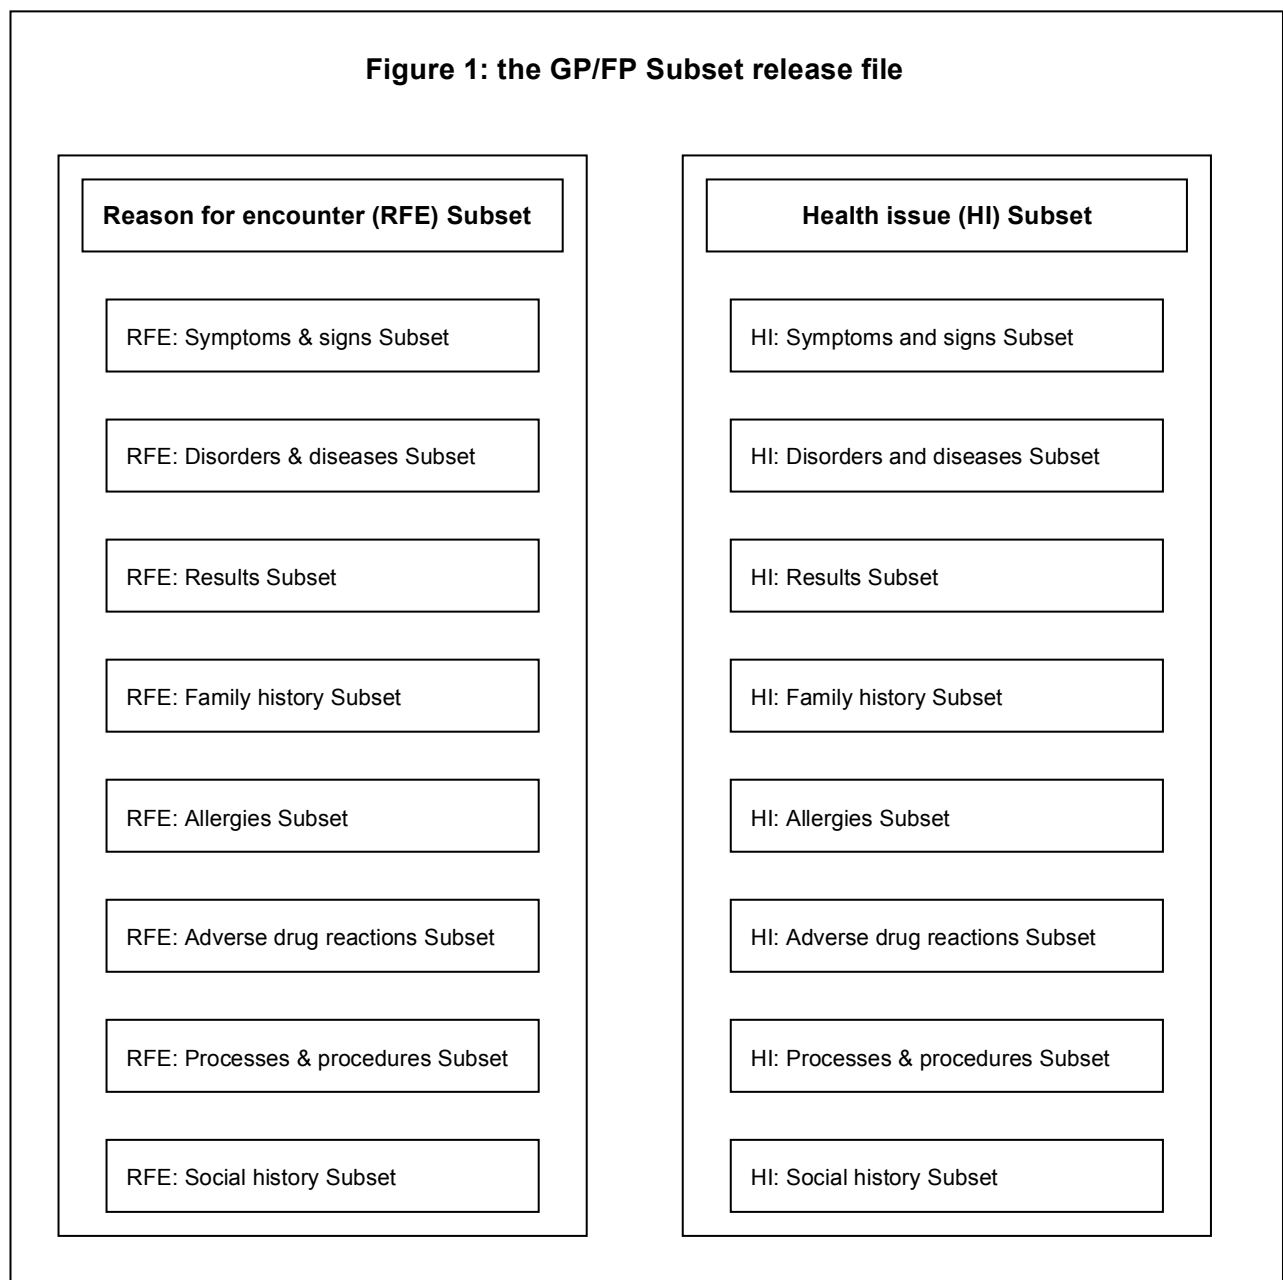 Figure 1: the GP/FP Subset release file
Reason for encounter (RFE) Subset
RFE: Symptoms & signs Subset
RFE: Disorders & diseases Subset
RFE: Results Subset
RFE: Family history Subset
RFE: Allergies Subset
RFE: Adverse drug reactions Subset
RFE: Processes & procedures Subset
RFE: Social history Subset
Health issue (HI) Subset
HI: Symptoms and signs Subset
HI: Disorders and diseases Subset
HI: Results Subset
HI: Family history Subset
HI: Allergies Subset
HI: Adverse drug reactions Subset
HI: Processes & procedures Subset
HI: Social history Subset